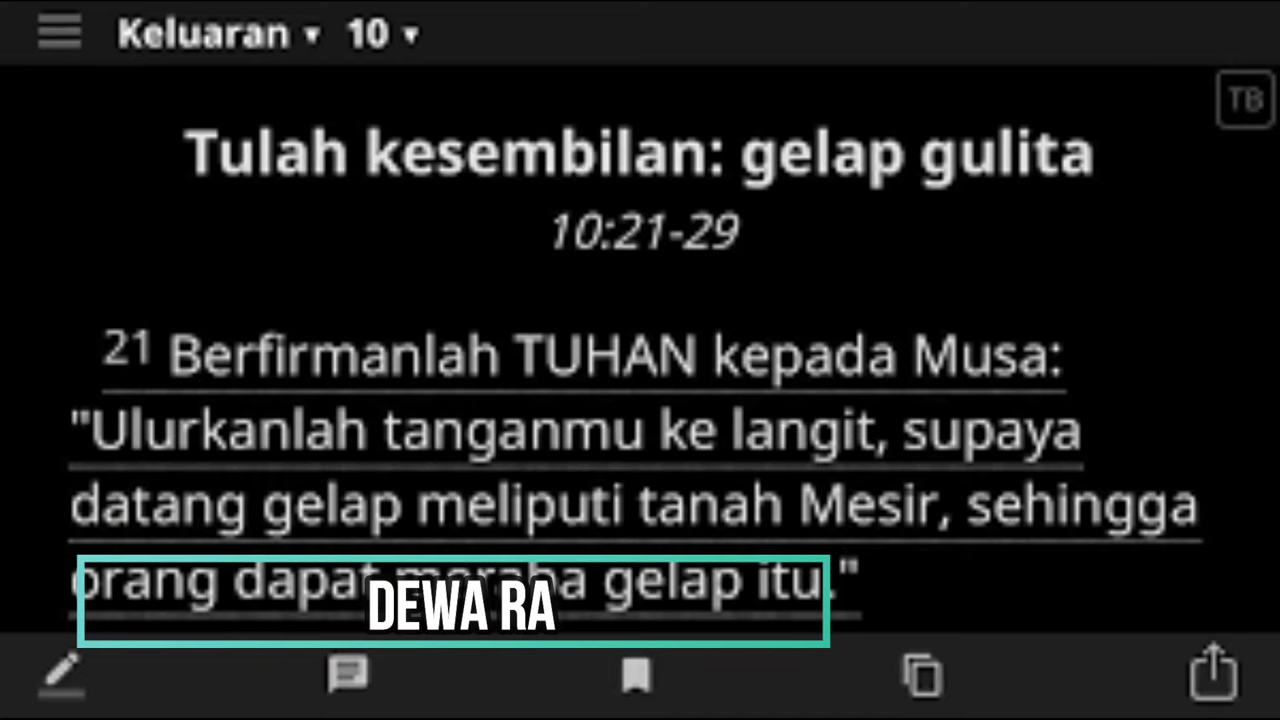 Keluaran ▾ 10 ▾
TB
Tulah kesembilan: gelap gulita
10:21-29
21 Berfirmanlah TUHAN kepada Musa:
"Ulurkanlah tanganmu ke langit, supaya
datang gelap meliputi tanah Mesir, sehingga
orang dapat meraba gelap itu."
DEWA RA